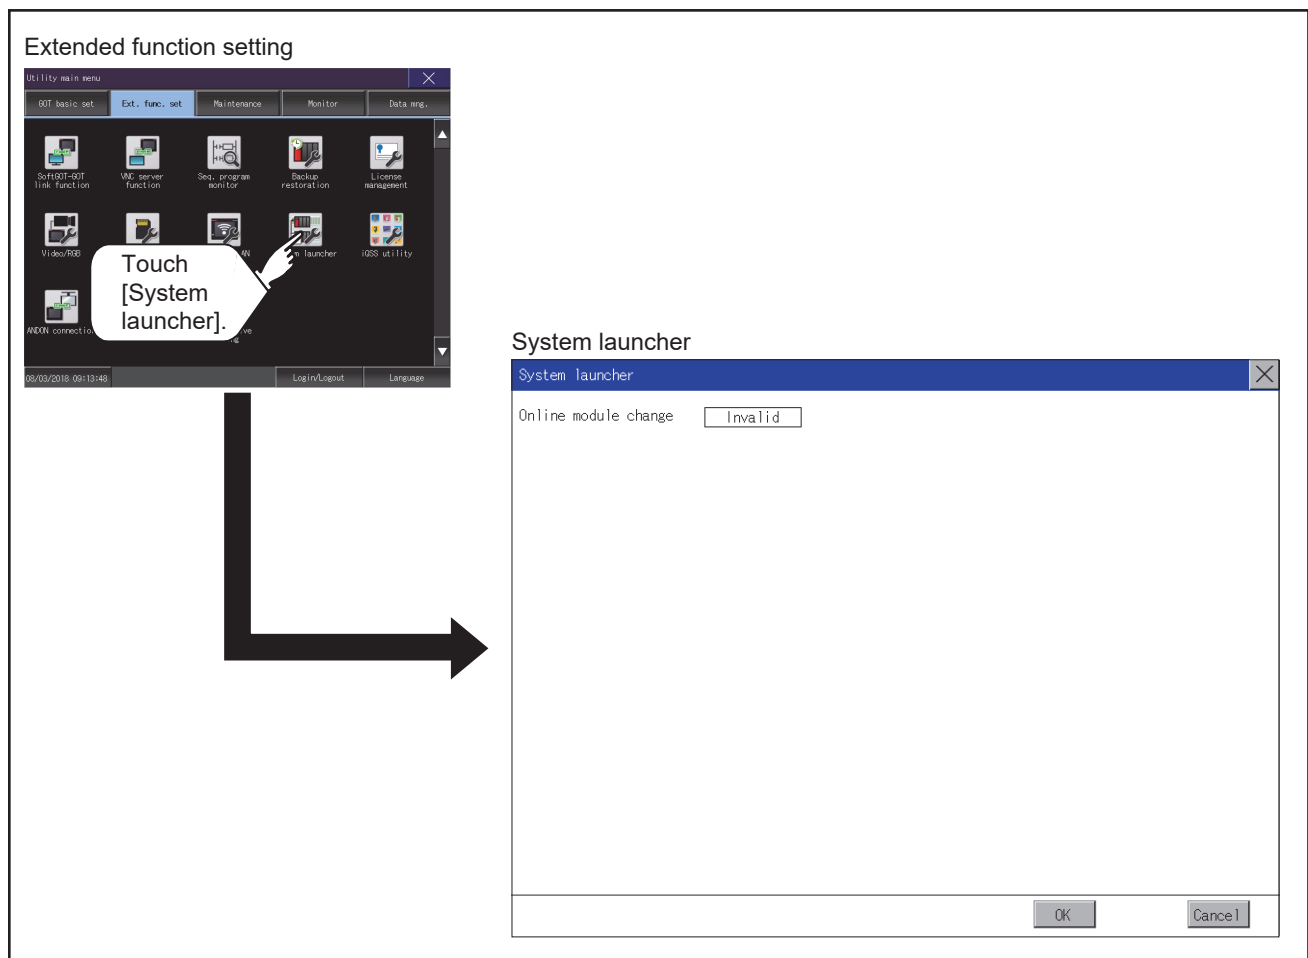 Extended function setting
Utility main menu
GOT basic set
Ext. func. set
Maintenance
Monitor
Data mng.
SoftGOT-GOT
link function
VNC server
function
Seq. program
monitor
Backup
restoration
License
management
Video/RGB
launcher
iQSS utility
Touch
[System
launcher].
ANDON
08/03/2018 09:13:48
Login/Logout
Language
System launcher
System launcher
Online module change
Invalid
OK
Cancel